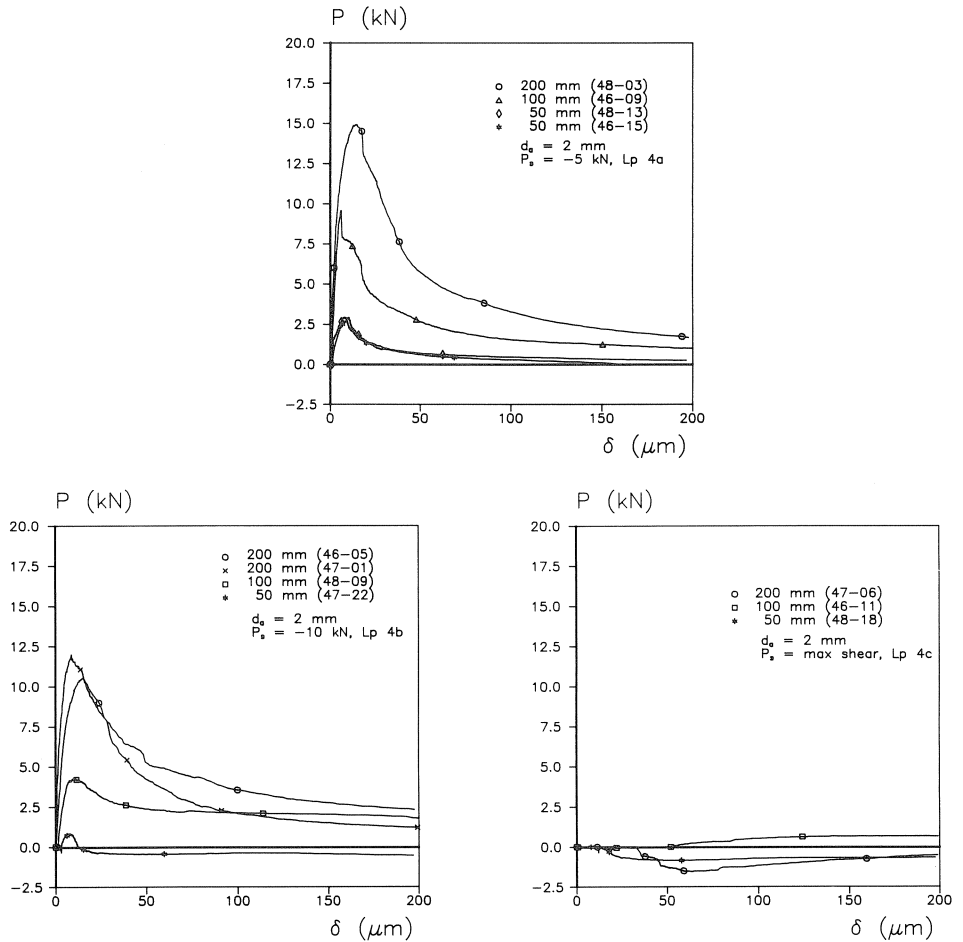 P (kN)
20.0
17.5
15.0
12.5
10.0
7.5
5.0
2.5
0.0
−2.5
200 mm (48−03)
100 mm (46−09)
50 mm (48−13)
50 mm (46−15)
dₐ = 2 mm
Pₛ = −5 kN, Lp 4a
0 50 100 150 200
δ (μm)
P (kN)
20.0
17.5
15.0
12.5
10.0
7.5
5.0
2.5
0.0
−2.5
200 mm (46−05)
200 mm (47−01)
100 mm (48−09)
50 mm (47−22)
dₐ = 2 mm
Pₛ = −10 kN, Lp 4b
0 50 100 150 200
δ (μm)
P (kN)
20.0
17.5
15.0
12.5
10.0
7.5
5.0
2.5
0.0
−2.5
200 mm (47−06)
100 mm (46−11)
50 mm (48−18)
dₐ = 2 mm
Pₛ = max shear, Lp 4c
0 50 100 150 200
δ (μm)